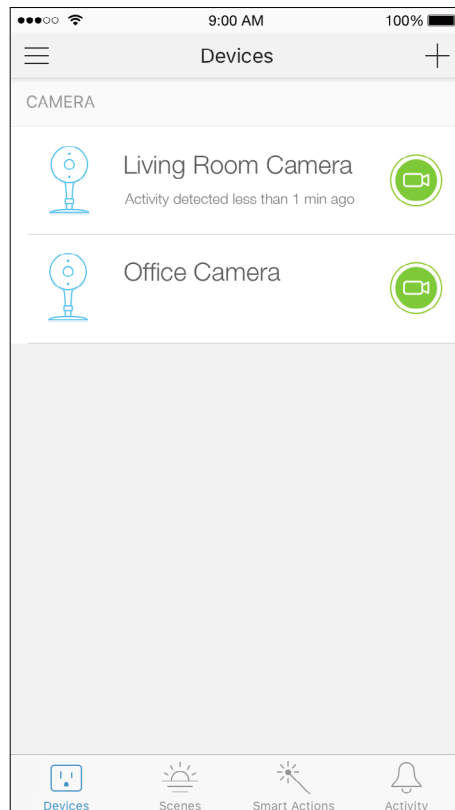 9:00 AM
100%
Devices
CAMERA
Living Room Camera
Activity detected less than 1 min ago
Office Camera
Devices
Scenes
Smart Actions
Activity